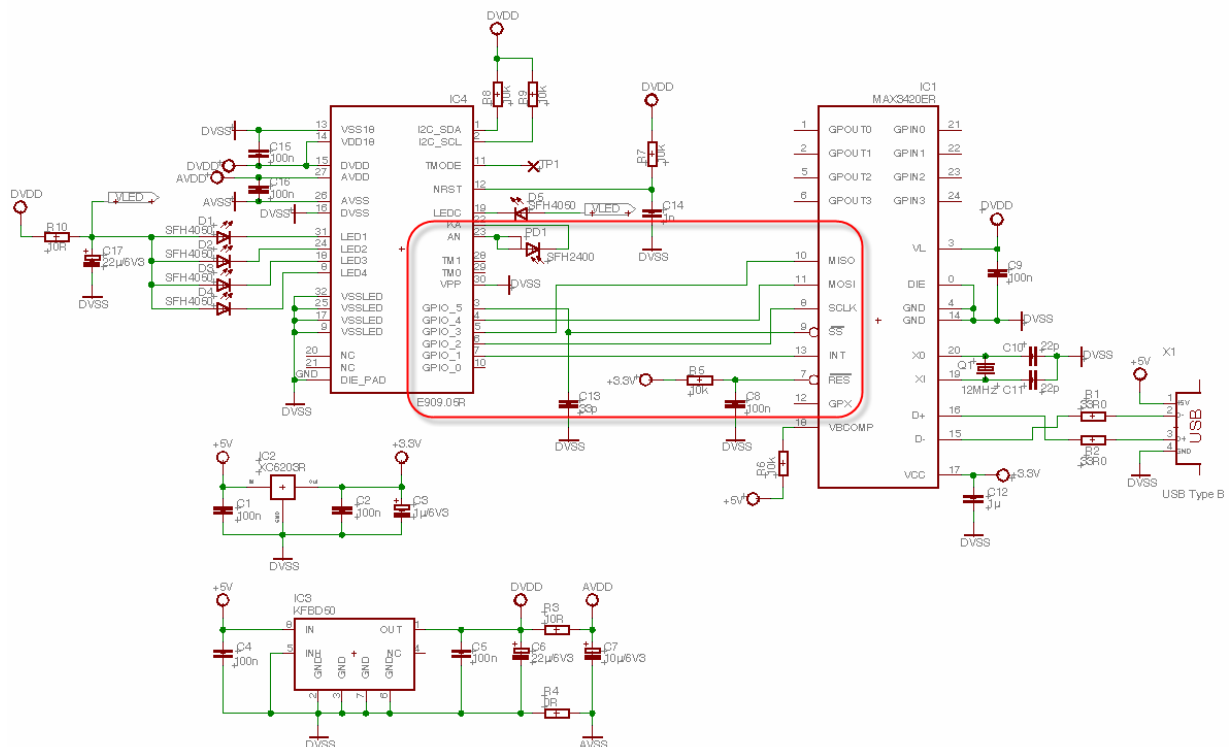 DVDD
R8
10k
R9
10k
IC4
13
VSS18
14
VDD18
15
DVDD
27
AVDD
26
AVSS
16
DVSS
31
LED1
24
LED2
18
LED3
8
LED4
32
VSSLED
25
VSSLED
17
VSSLED
9
VSSLED
20
NC
21
NC
GND
DIE_PAD
I2C_SDA
1
I2C_SCL
2
TMODE
11
JP1
NRST
12
LEDC
19
KA
22
AN
23
TM1
28
TM0
29
VPP
30
DVSS
GPIO_5
3
GPIO_4
4
GPIO_3
5
GPIO_2
6
GPIO_1
7
GPIO_0
10
E909.05R
DVSS
C15
100n
DVDD
AVDD
C16
100n
AVSS
DVSS
DVDD
R10
10R
VLED
C17
22µ/6V3
DVSS
D1
SFH4050
D2
SFH4050
D3
SFH4050
D4
SFH4050
DVSS
D5
SFH4050
VLED
PD1
SFH2400
DVDD
R7
10k
C14
1n
DVSS
C13
33p
DVSS
+3.3V
R5
10k
C8
100n
DVSS
R6
10k
+5V
IC1
MAX3420ER
1
GPOUT0
2
GPOUT1
5
GPOUT2
6
GPOUT3
10
MISO
11
MOSI
8
SCLK
9
SS
13
INT
7
RES
12
GPX
18
VBCOMP
GPIN0
21
GPIN1
22
GPIN2
23
GPIN3
24
VL
3
DIE
0
GND
4
GND
14
X0
20
XI
19
D+
16
D-
15
VCC
17
DVDD
C9
100n
DVSS
Q1
12MHz
C10
22p
C11
22p
DVSS
+3.3V
C12
1µ
DVSS
R1
33R0
R2
33R0
+5V
X1
1
+5V
2
D-
3
D+
4
GND
USB
DVSS
USB Type B
+5V
IC2
XC6203R
+3.3V
C1
100n
C2
100n
C3
1µ/6V3
DVSS
+5V
IC3
KFBD50
8
IN
5
INH
OUT
1
NC
4
GND
GND
GND
GND
2
3
7
6
C4
100n
C5
100n
DVDD
C6
22µ/6V3
R3
10R
AVDD
C7
10µ/6V3
R4
0R
DVSS
AVSS